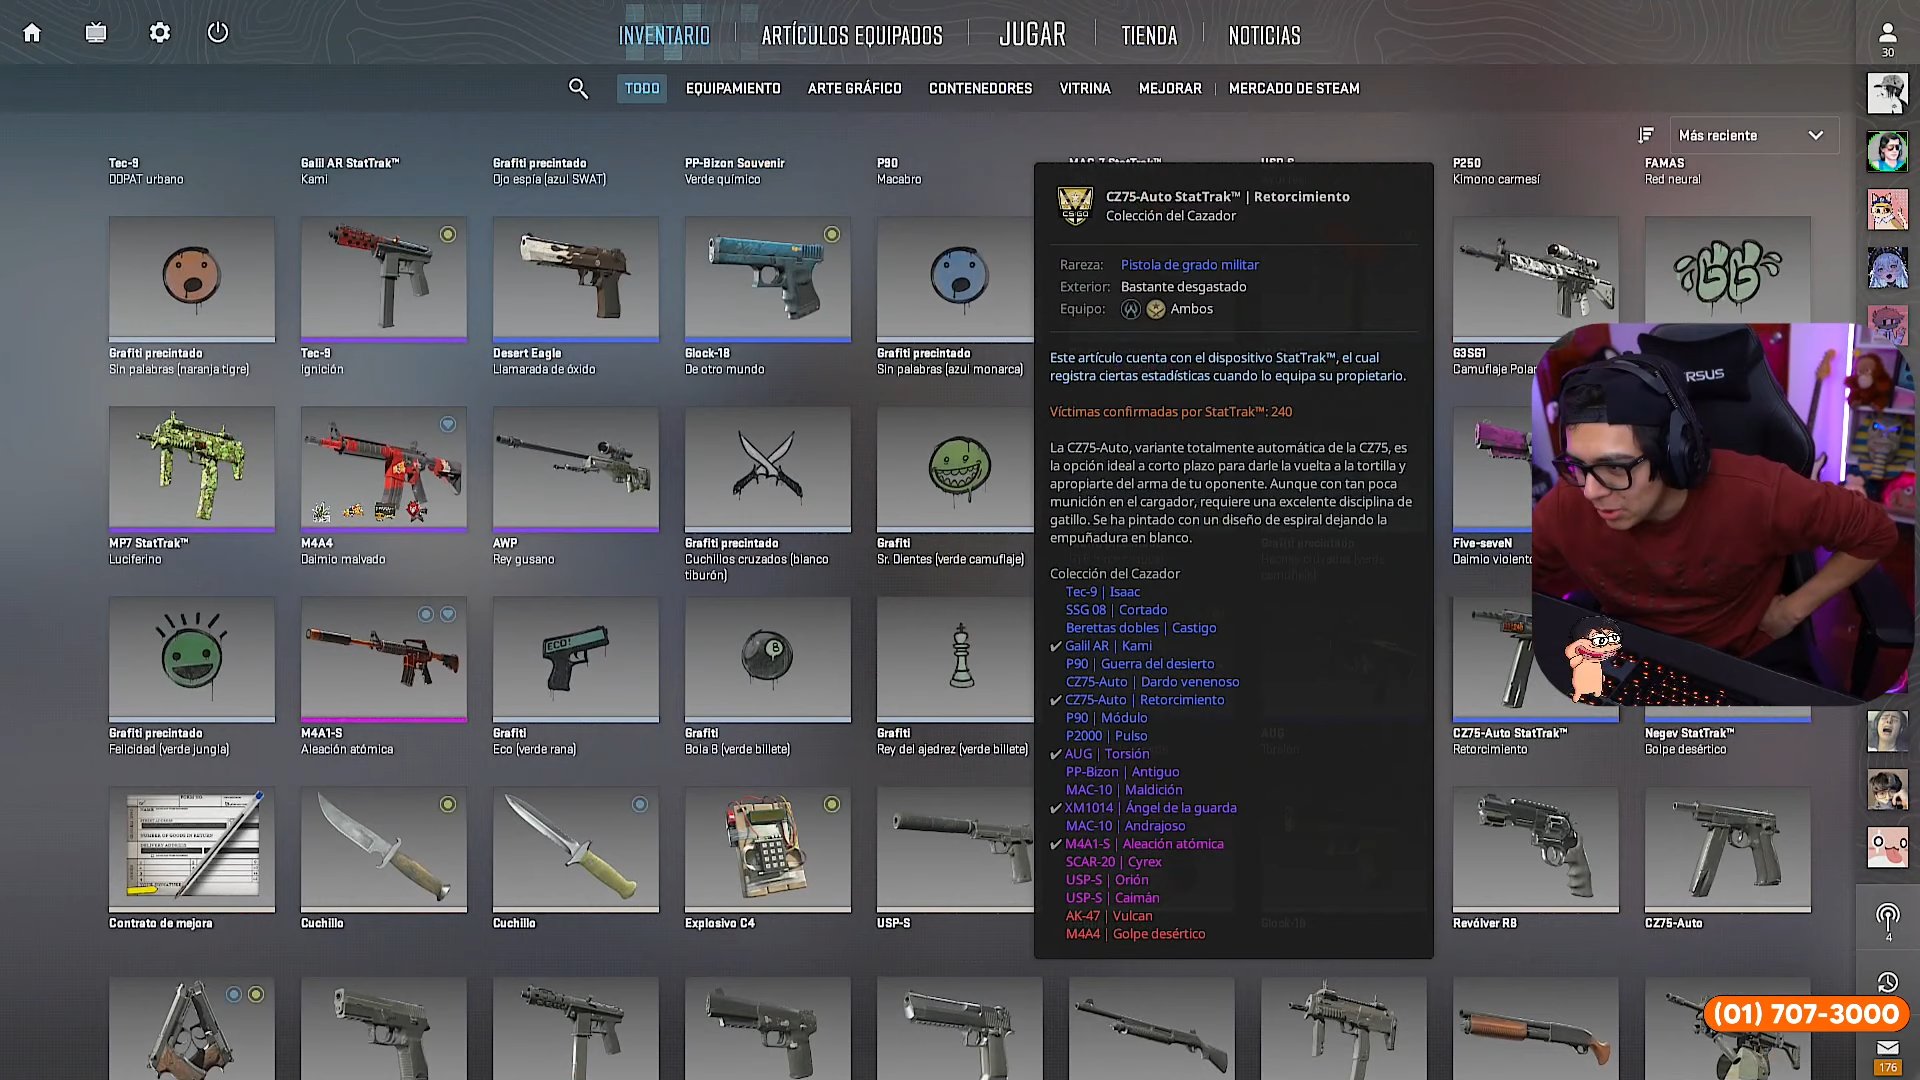 INVENTARIO
ARTÍCULOS EQUIPADOS
JUGAR
TIENDA
NOTICIAS
30
TODO
EQUIPAMIENTO
ARTE GRÁFICO
CONTENEDORES
VITRINA
MEJORAR
MERCADO DE STEAM
Más reciente
Tec-9
DDPAT urbano
Galil AR StatTrak™
Kami
Grafiti precintado
Ojo espía (azul SWAT)
PP-Bizon Souvenir
Verde químico
P90
Macabro
P250
Kimono carmesí
FAMAS
Red neural
CZ75-Auto StatTrak™ | Retorcimiento
Colección del Cazador
Rareza: Pistola de grado militar
Exterior: Bastante desgastado
Equipo: Ambos
Este artículo cuenta con el dispositivo StatTrak™, el cual
registra ciertas estadísticas cuando lo equipa su propietario.
Víctimas confirmadas por StatTrak™: 240
La CZ75-Auto, variante totalmente automática de la CZ75, es
la opción ideal a corto plazo para darle la vuelta a la tortilla y
apropiarte del arma de tu oponente. Aunque con tan poca
munición en el cargador, requiere una excelente disciplina de
gatillo. Se ha pintado con un diseño de espiral dejando la
empuñadura en blanco.
Colección del Cazador
Tec-9 | Isaac
SSG 08 | Cortado
Berettas dobles | Castigo
✔ Galil AR | Kami
P90 | Guerra del desierto
CZ75-Auto | Dardo venenoso
✔ CZ75-Auto | Retorcimiento
P90 | Módulo
P2000 | Pulso
✔ AUG | Torsión
PP-Bizon | Antiguo
MAC-10 | Maldición
✔ XM1014 | Ángel de la guarda
MAC-10 | Andrajoso
✔ M4A1-S | Aleación atómica
SCAR-20 | Cyrex
USP-S | Orión
USP-S | Caimán
AK-47 | Vulcan
M4A4 | Golpe desértico
Grafiti precintado
Sin palabras (naranja tigre)
Tec-9
Ignición
Desert Eagle
Llamarada de óxido
Glock-18
De otro mundo
Grafiti precintado
Sin palabras (azul monarca)
G3SG1
Camuflaje Polar
MP7 StatTrak™
Luciferino
M4A4
Daimio malvado
AWP
Rey gusano
Grafiti precintado
Cuchillos cruzados (blanco
tiburón)
Grafiti
Sr. Dientes (verde camuflaje)
Five-seveN
Daimio violento
Grafiti precintado
Felicidad (verde jungla)
M4A1-S
Aleación atómica
ECO!
Grafiti
Eco (verde rana)
8
Grafiti
Bola 8 (verde billete)
Grafiti
Rey del ajedrez (verde billete)
AUG
Torsión
CZ75-Auto StatTrak™
Retorcimiento
Negev StatTrak™
Golpe desértico
Contrato de mejora
Cuchillo
Cuchillo
Explosivo C4
USP-S
Glock-18
Revólver R8
CZ75-Auto
4
(01) 707-3000
176